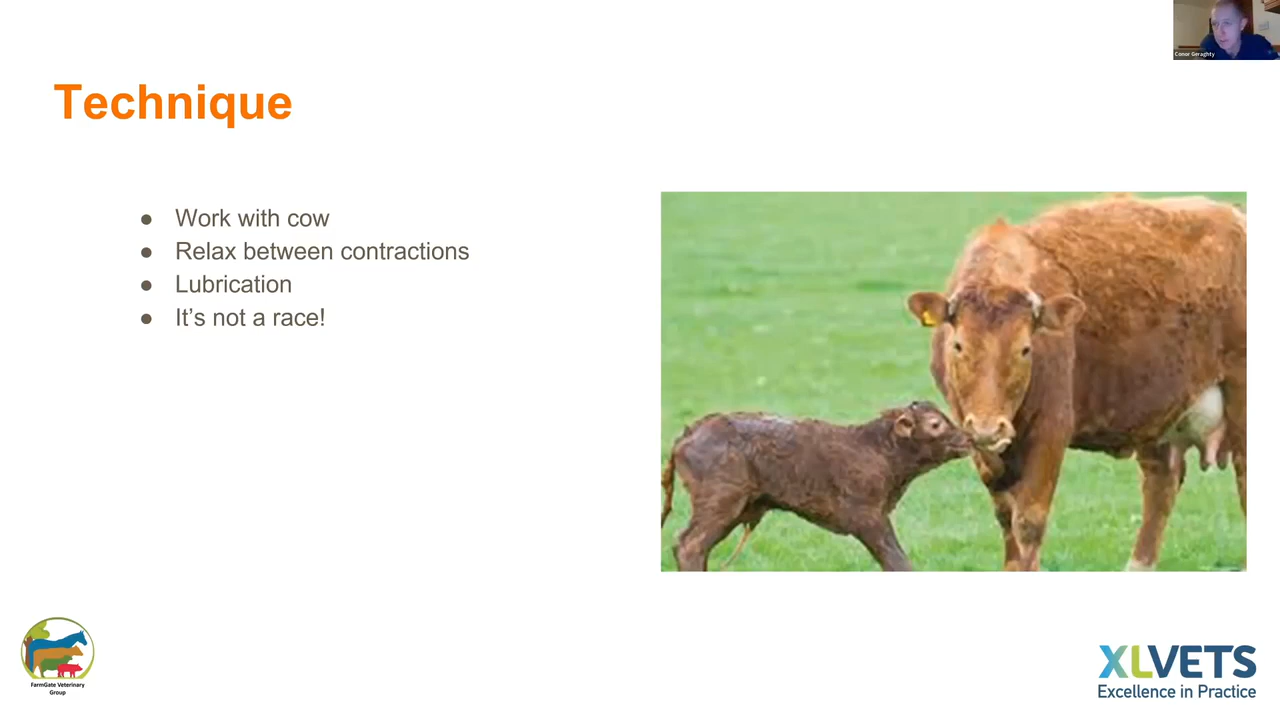 Conor Geraghty
Technique
● Work with cow
● Relax between contractions
● Lubrication
● It's not a race!
FarmGate Veterinary
Group
XLVETS
Excellence in Practice